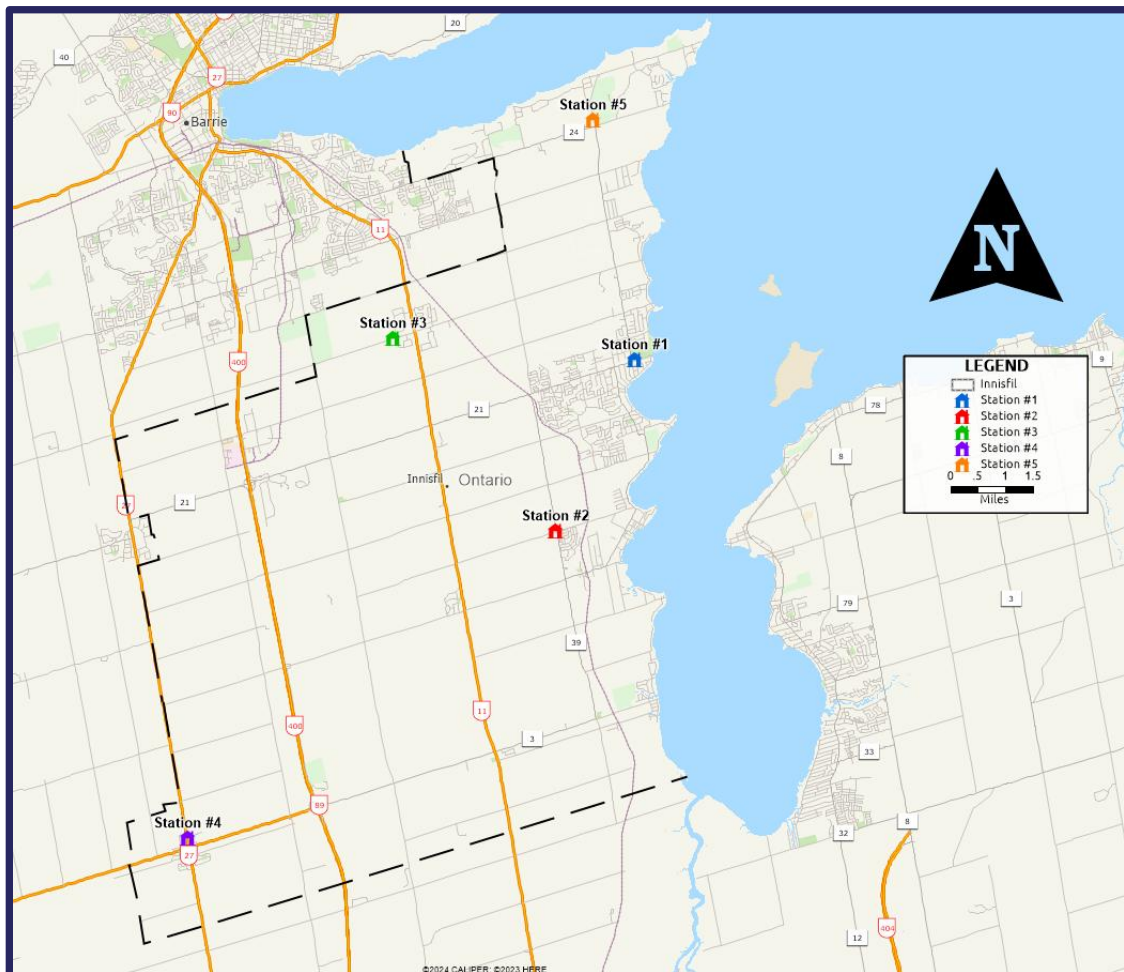 20
40
27
Station #5
90
Barrie
24
11
N
Station #3
Station #1
400
9
LEGEND
Innisfil
Station #1
Station #2
Station #3
Station #4
Station #5
0 .5 1 1.5
Miles
78
21
8
Innisfil Ontario
21
27
Station #2
79
3
39
11
3
400
33
89
Station #4
27
8
32
404
12
©2024 CALIPER; ©2023 HERE